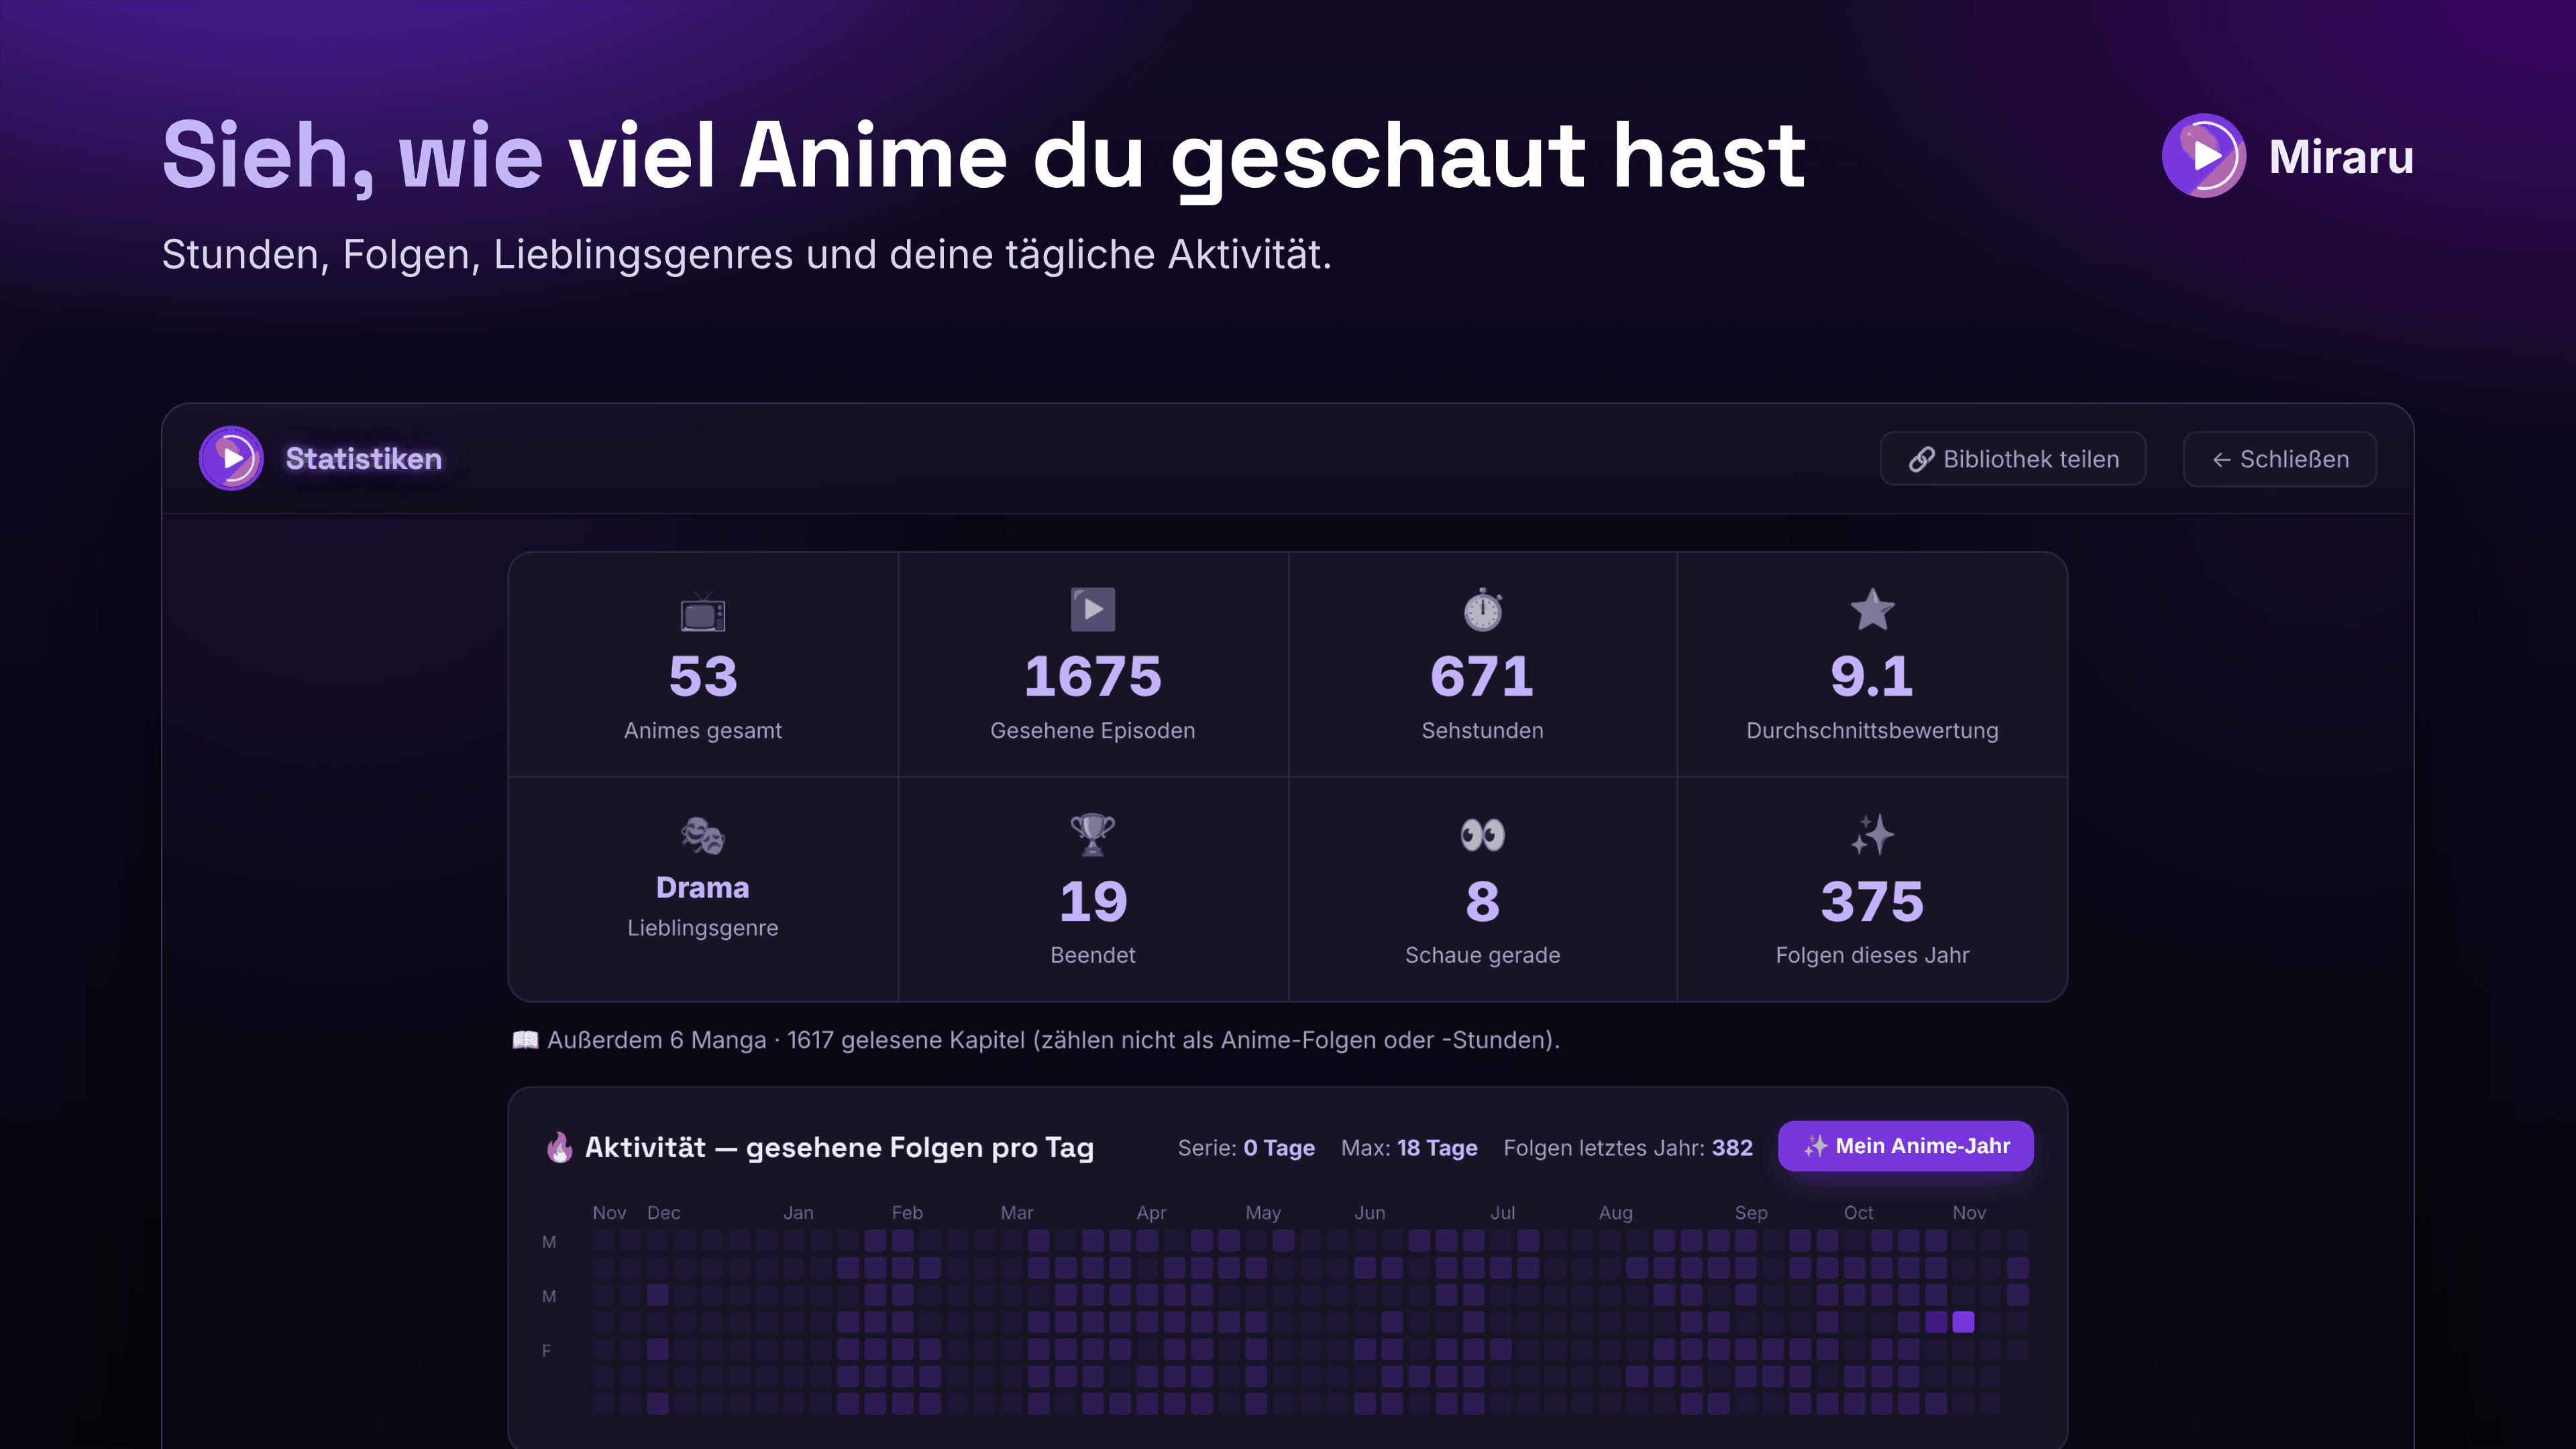 Sieh, wie viel Anime du geschaut hast
Miraru
Stunden, Folgen, Lieblingsgenres und deine tägliche Aktivität.
Statistiken
Bibliothek teilen
← Schließen
53
Animes gesamt
1675
Gesehene Episoden
671
Sehstunden
9.1
Durchschnittsbewertung
Drama
Lieblingsgenre
19
Beendet
8
Schaue gerade
375
Folgen dieses Jahr
Außerdem 6 Manga · 1617 gelesene Kapitel (zählen nicht als Anime-Folgen oder -Stunden).
Aktivität — gesehene Folgen pro Tag
Serie: 0 Tage Max: 18 Tage Folgen letztes Jahr: 382
Mein Anime-Jahr
Nov Dec Jan Feb Mar Apr May Jun Jul Aug Sep Oct Nov
M
M
F